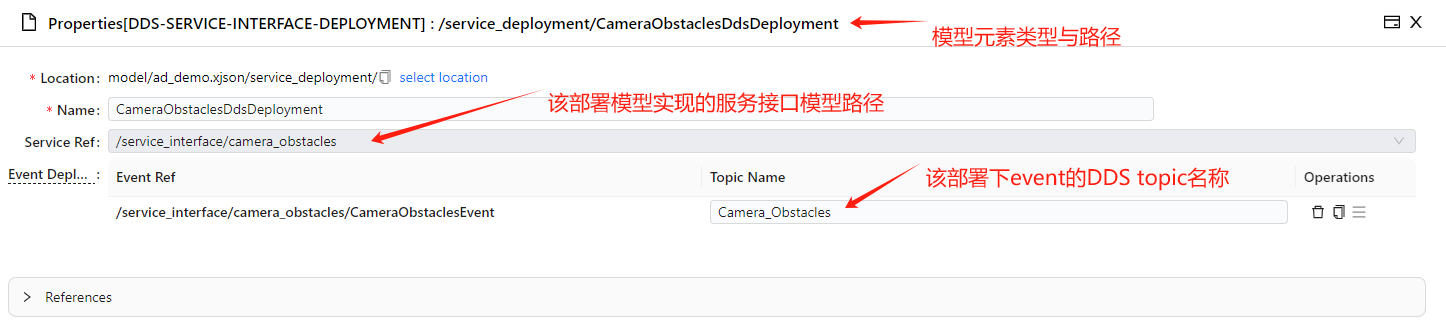 Properties[DDS-SERVICE-INTERFACE-DEPLOYMENT] : /service_deployment/CameraObstaclesDdsDeployment
模型元素类型与路径
* Location: model/ad_demo.xjson/service_deployment/ select location
* Name: CameraObstaclesDdsDeployment
该部署模型实现的服务接口模型路径
Service Ref: /service_interface/camera_obstacles
Event Depl... : Event Ref Topic Name Operations
该部署下event的DDS topic名称
/service_interface/camera_obstacles/CameraObstaclesEvent Camera_Obstacles
References